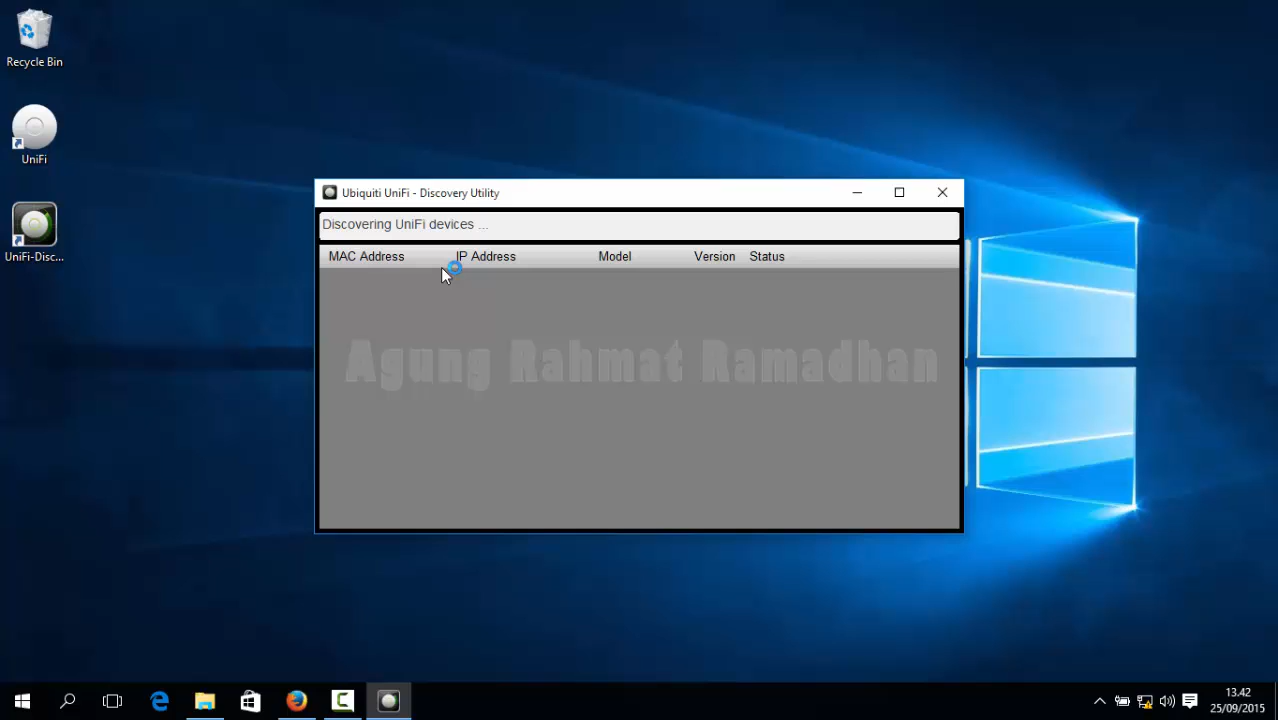 Recycle Bin
UniFi
UniFi-Disc...
Ubiquiti UniFi - Discovery Utility
Discovering UniFi devices ...
MAC Address IP Address Model Version Status
Agung Rahmat Ramadhan
13.42
25/09/2015